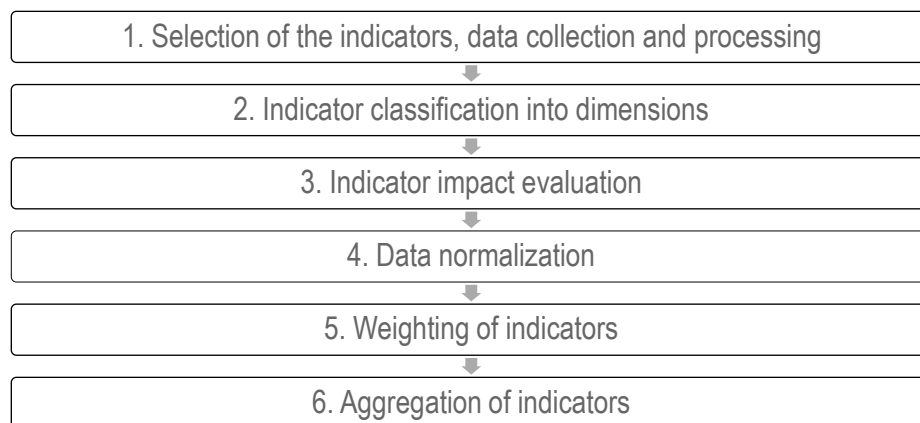 1. Selection of the indicators, data collection and processing
2. Indicator classification into dimensions
3. Indicator impact evaluation
4. Data normalization
5. Weighting of indicators
6. Aggregation of indicators